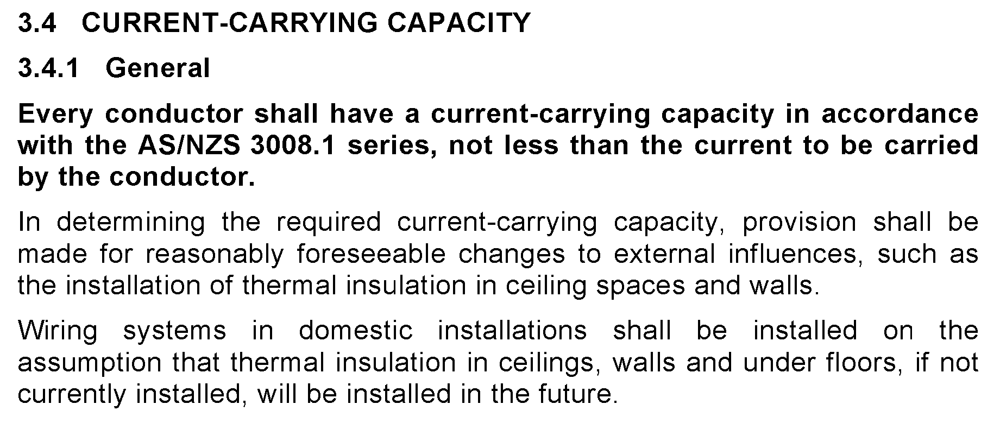 3.4 CURRENT-CARRYING CAPACITY
3.4.1 General
Every conductor shall have a current-carrying capacity in accordance
with the AS/NZS 3008.1 series, not less than the current to be carried
by the conductor.
In determining the required current-carrying capacity, provision shall be
made for reasonably foreseeable changes to external influences, such as
the installation of thermal insulation in ceiling spaces and walls.
Wiring systems in domestic installations shall be installed on the
assumption that thermal insulation in ceilings, walls and under floors, if not
currently installed, will be installed in the future.